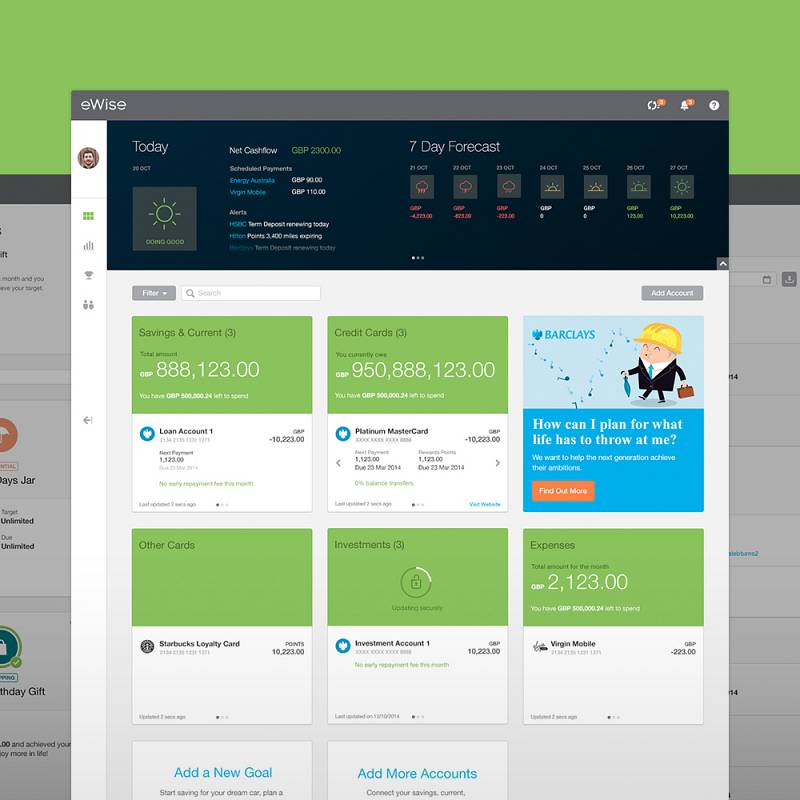 eWise
3
3
?
Today
20 OCT
DOING GOOD
Net Cashflow GBP 2300.00
Scheduled Payments
Energy Australia GBP 90.00
Virgin Mobile GBP 110.00
Alerts
HSBC Term Deposit renewing today
Hilton Points 3,400 miles expiring
Barclays Term Deposit renewing today
7 Day Forecast
21 OCT 22 OCT 23 OCT 24 OCT 25 OCT 26 OCT 27 OCT
GBP GBP GBP GBP GBP GBP GBP
-4,223.00 -823.00 -223.00 0 0 123.00 10,223.00
Filter
Search
Add Account
Savings & Current (3)
Total amount
GBP 888,123.00
You have GBP 500,000.24 left to spend
Loan Account 1 GBP
2134 2135 1231 1371 -10,223.00
Next Payment
1,123.00
Due 23 Mar 2014
No early repayment fee this month
Last updated 2 secs ago
Credit Cards (3)
You currently owe
GBP 950,888,123.00
You have GBP 500,000.24 left to spend
Platinum MasterCard GBP
XXXX XXXX XXXX 8888 -10,223.00
Next Payment Rewards Points
1,123.00 1,123.00
Due 23 Mar 2014 Due 23 Mar 2014
0% balance transfers
Last updated 2 secs ago Visit Website
BARCLAYS
How can I plan for what
life has to throw at me?
We want to help the next generation achieve
their ambitions.
Find Out More
Other Cards
Starbucks Loyalty Card POINTS
2134 2135 1231 1371 10,223.00
Updated 2 secs ago
Investments (3)
Updating securely
Investment Account 1 GBP
XXXX XXXX XXXX 8888 10,223.00
No early repayment fee this month
Last updated on 12/10/2014
Expenses
Total amount for the month
GBP 2,123.00
You have GBP 500,000.24 left to spend
Virgin Mobile GBP
2134 2135 1231 1371 -223.00
Updated 2 secs ago
Add a New Goal
Start saving for your dream car, plan a
Add More Accounts
Connect your savings, current,
s
ift
month and you
eve your target.
NTIAL
Days Jar
Target
Unlimited
Due
Unlimited
PPING
thday Gift
.00 and achieved your
joy more in life!
014
014